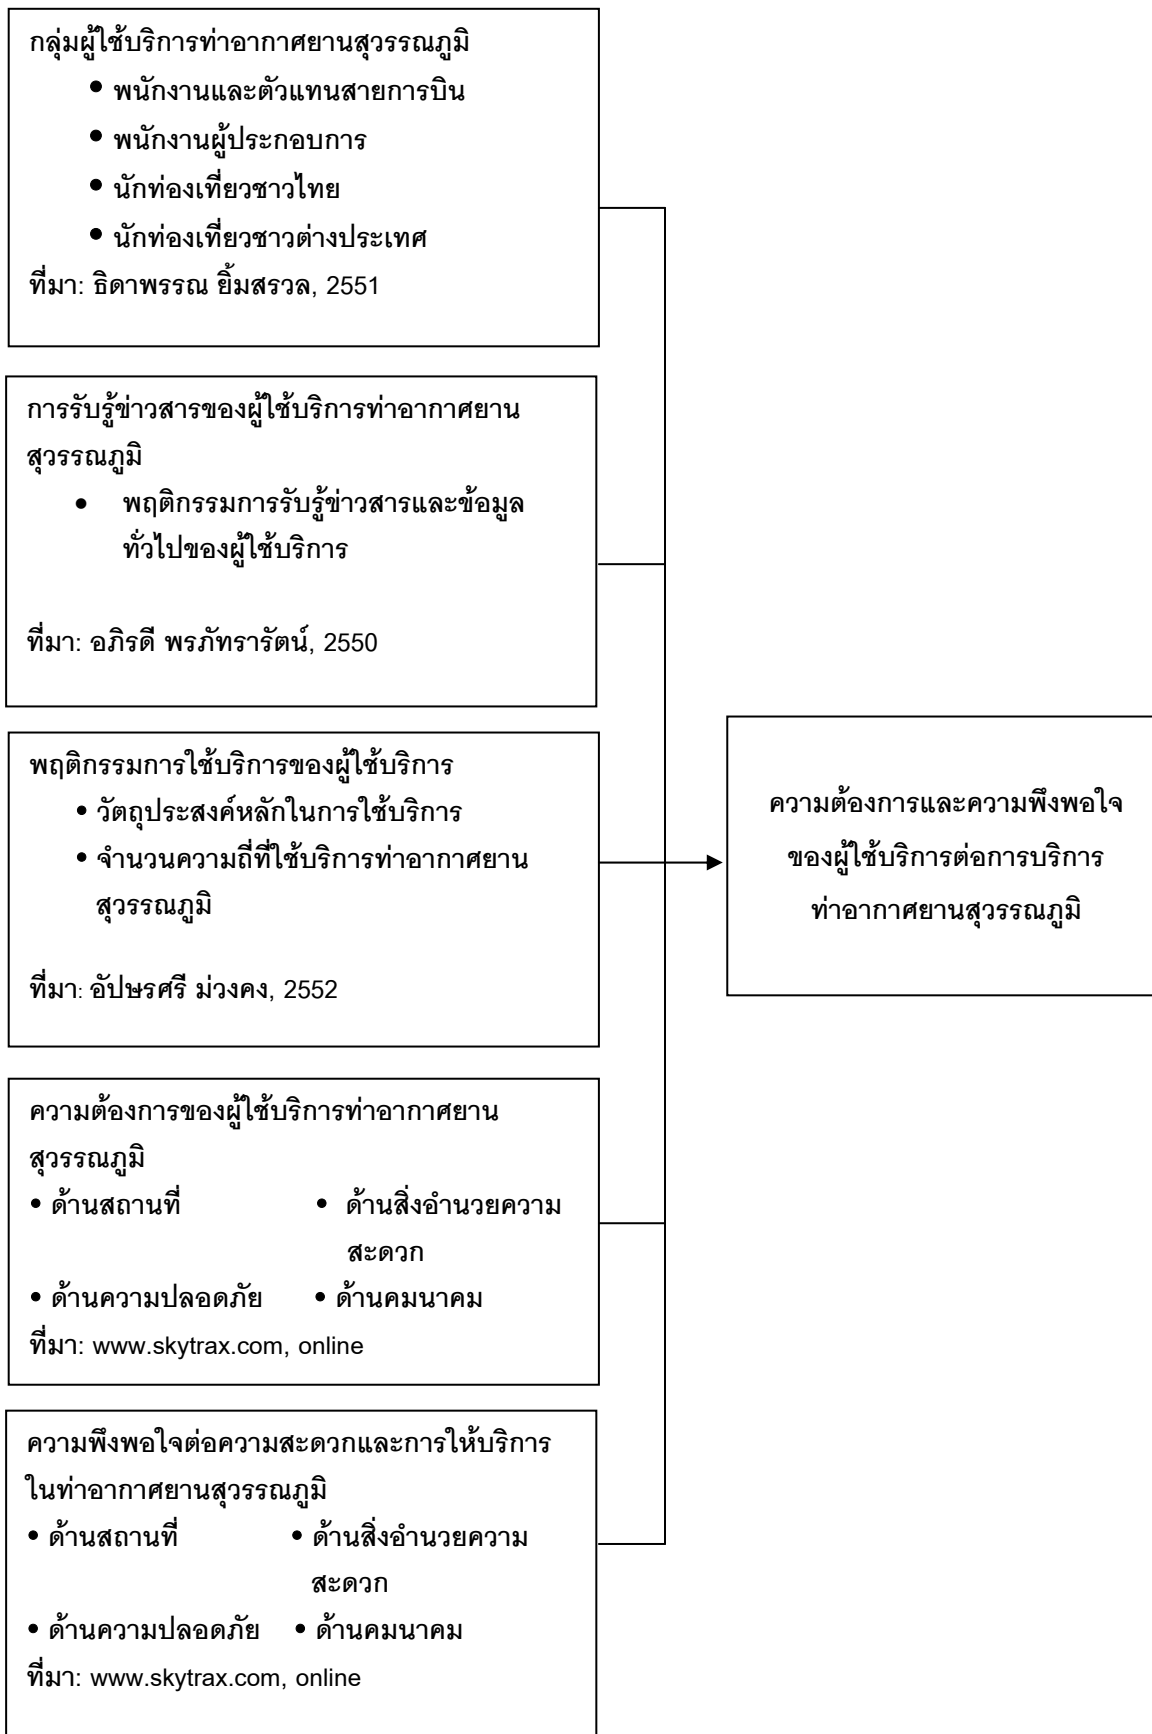 กลุ่มผู้ใช้บริการท่าอากาศยานสุวรรณภูมิ
• พนักงานและตัวแทนสายการบิน
• พนักงานผู้ประกอบการ
• นักท่องเที่ยวชาวไทย
• นักท่องเที่ยวชาวต่างประเทศ
ที่มา: ธิดาพรรณ ยิ้มสรวล, 2551
การรับรู้ข่าวสารของผู้ใช้บริการท่าอากาศยาน
สุวรรณภูมิ
• พฤติกรรมการรับรู้ข่าวสารและข้อมูล
ทั่วไปของผู้ใช้บริการ
ที่มา: อภิรดี พรภัทรารัตน์, 2550
พฤติกรรมการใช้บริการของผู้ใช้บริการ
• วัตถุประสงค์หลักในการใช้บริการ
• จำนวนความถี่ที่ใช้บริการท่าอากาศยาน
สุวรรณภูมิ
ที่มา: อัปษรศรี ม่วงคง, 2552
ความต้องการของผู้ใช้บริการท่าอากาศยาน
สุวรรณภูมิ
• ด้านสถานที่ • ด้านสิ่งอำนวยความ
สะดวก
• ด้านความปลอดภัย • ด้านคมนาคม
ที่มา: www.skytrax.com, online
ความพึงพอใจต่อความสะดวกและการให้บริการ
ในท่าอากาศยานสุวรรณภูมิ
• ด้านสถานที่ • ด้านสิ่งอำนวยความ
สะดวก
• ด้านความปลอดภัย • ด้านคมนาคม
ที่มา: www.skytrax.com, online
ความต้องการและความพึงพอใจ
ของผู้ใช้บริการต่อการบริการ
ท่าอากาศยานสุวรรณภูมิ